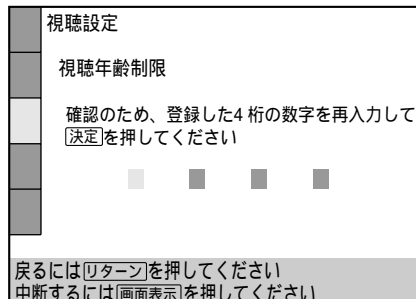 視聴設定
視聴年齢制限
確認のため、登録した4 桁の数字を再入力して
決定を押してください
戻るにはリターンを押してください
中断するには画面表示を押してください